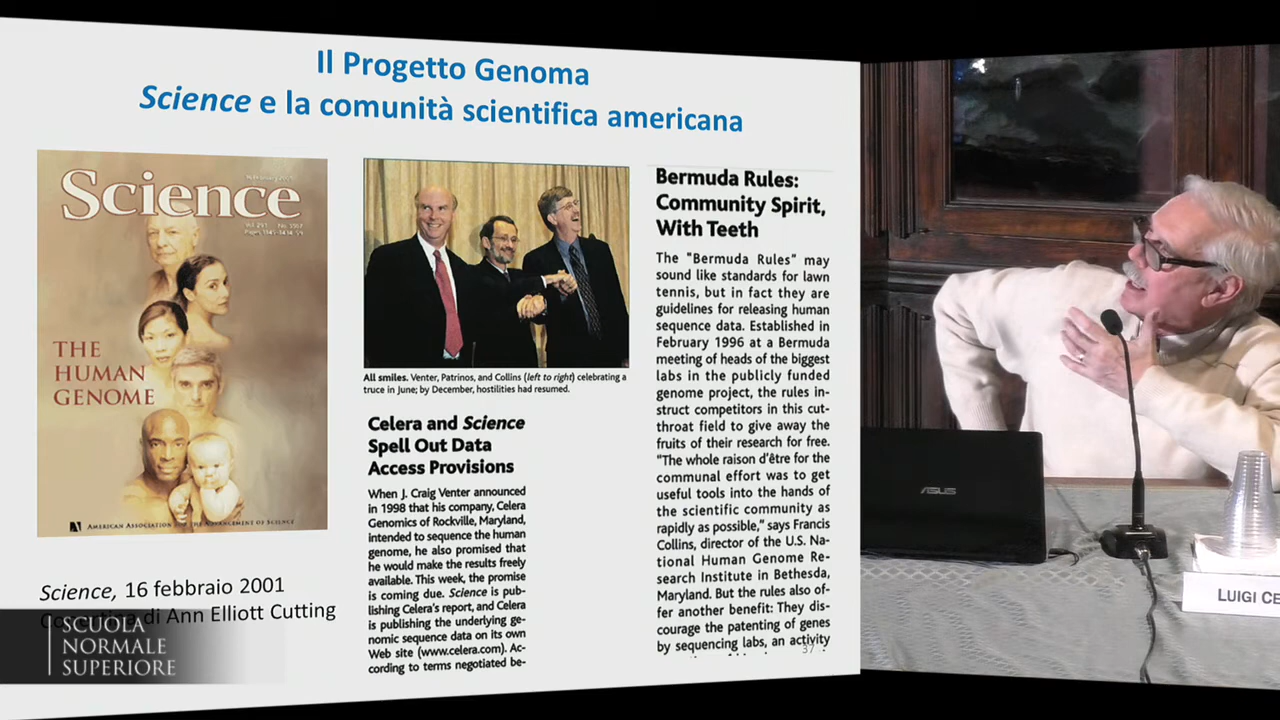 Il Progetto Genoma
Science e la comunità scientifica americana
Science
16 February 2001
Vol. 291 No. 5507
Pages 1145-1434 $9
THE
HUMAN
GENOME
AMERICAN ASSOCIATION FOR THE ADVANCEMENT OF SCIENCE
Science, 16 febbraio 2001
di Ann Elliott Cutting
SCUOLA
NORMALE
SUPERIORE
All smiles. Venter, Patrinos, and Collins (left to right) celebrating a
truce in June; by December, hostilities had resumed.
Celera and Science
Spell Out Data
Access Provisions
When J. Craig Venter announced
in 1998 that his company, Celera
Genomics of Rockville, Maryland,
intended to sequence the human
genome, he also promised that
he would make the results freely
available. This week, the promise
is coming due. Science is pub-
lishing Celera's report, and Celera
is publishing the underlying ge-
nomic sequence data on its own
Web site (www.celera.com). Ac-
cording to terms negotiated be-
Bermuda Rules:
Community Spirit,
With Teeth
The "Bermuda Rules" may
sound like standards for lawn
tennis, but in fact they are
guidelines for releasing human
sequence data. Established in
February 1996 at a Bermuda
meeting of heads of the biggest
labs in the publicly funded
genome project, the rules in-
struct competitors in this cut-
throat field to give away the
fruits of their research for free.
"The whole raison d'être for the
communal effort was to get
useful tools into the hands of
the scientific community as
rapidly as possible," says Francis
Collins, director of the U.S. Na-
tional Human Genome Re-
search Institute in Bethesda,
Maryland. But the rules also of-
fer another benefit: They dis-
courage the patenting of genes
by sequencing labs, an activity
37
ASUS
LUIGI CE